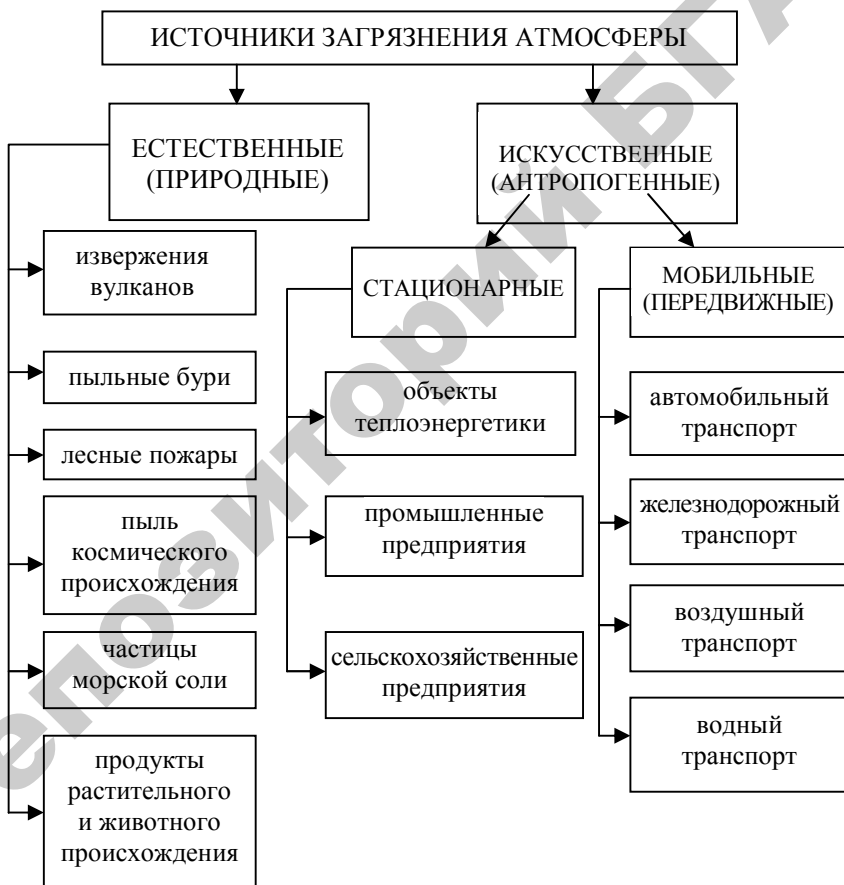 ИСТОЧНИКИ ЗАГРЯЗНЕНИЯ АТМОСФЕРЫ
ЕСТЕСТВЕННЫЕ
(ПРИРОДНЫЕ)
извержения
вулканов
пыльные бури
лесные пожары
пыль
космического
происхождения
частицы
морской соли
продукты
растительного
и животного
происхождения
ИСКУССТВЕННЫЕ
(АНТРОПОГЕННЫЕ)
СТАЦИОНАРНЫЕ
объекты
теплоэнергетики
промышленные
предприятия
сельскохозяйственные
предприятия
МОБИЛЬНЫЕ
(ПЕРЕДВИЖНЫЕ)
автомобильный
транспорт
железнодорожный
транспорт
воздушный
транспорт
водный
транспорт